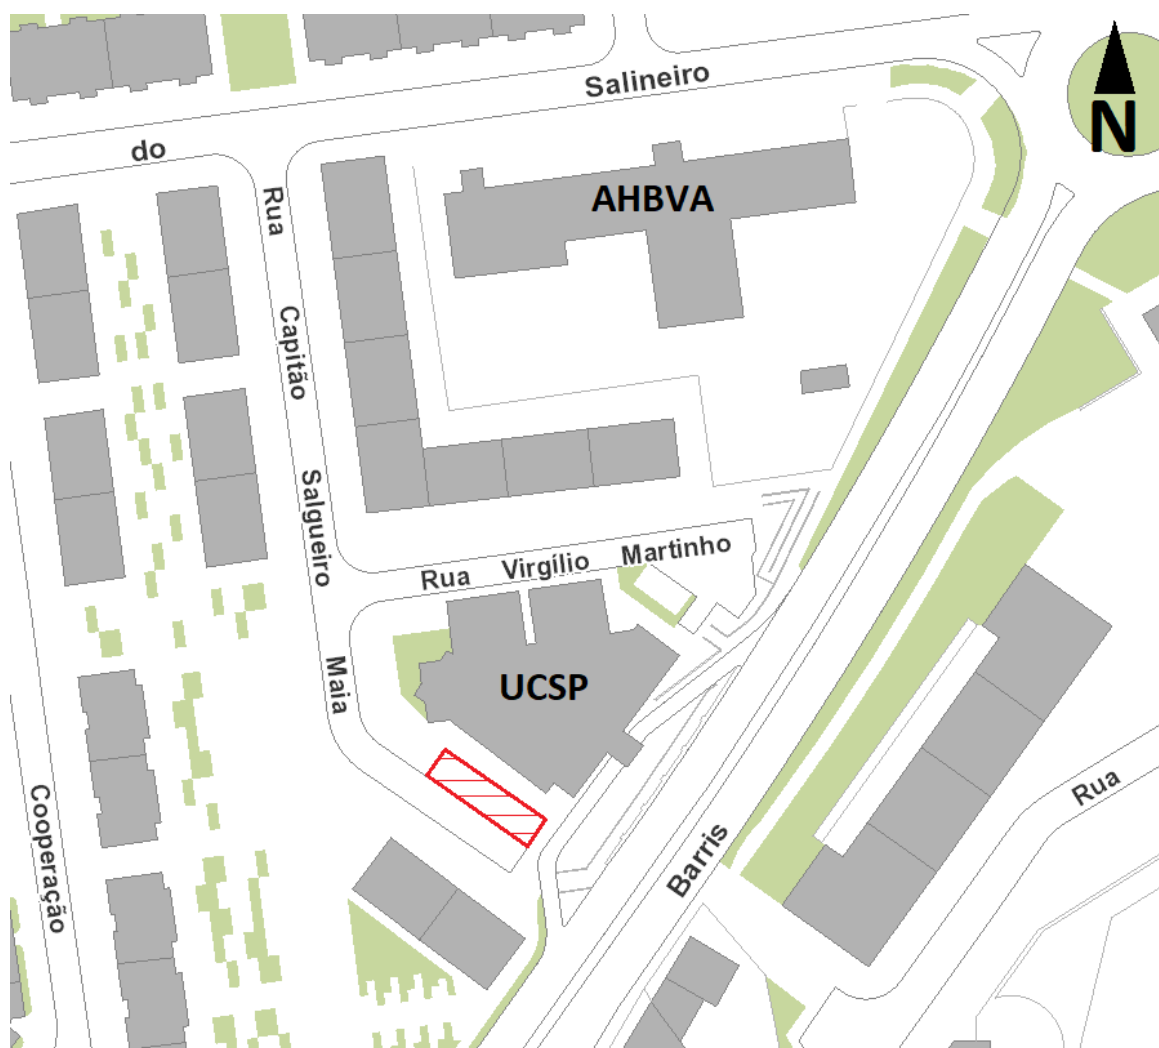 Salineiro
do
N
AHBVA
Rua
Capitão
Salgueiro
Maia
Rua Virgílio Martinho
UCSP
Cooperação
Barris
Rua